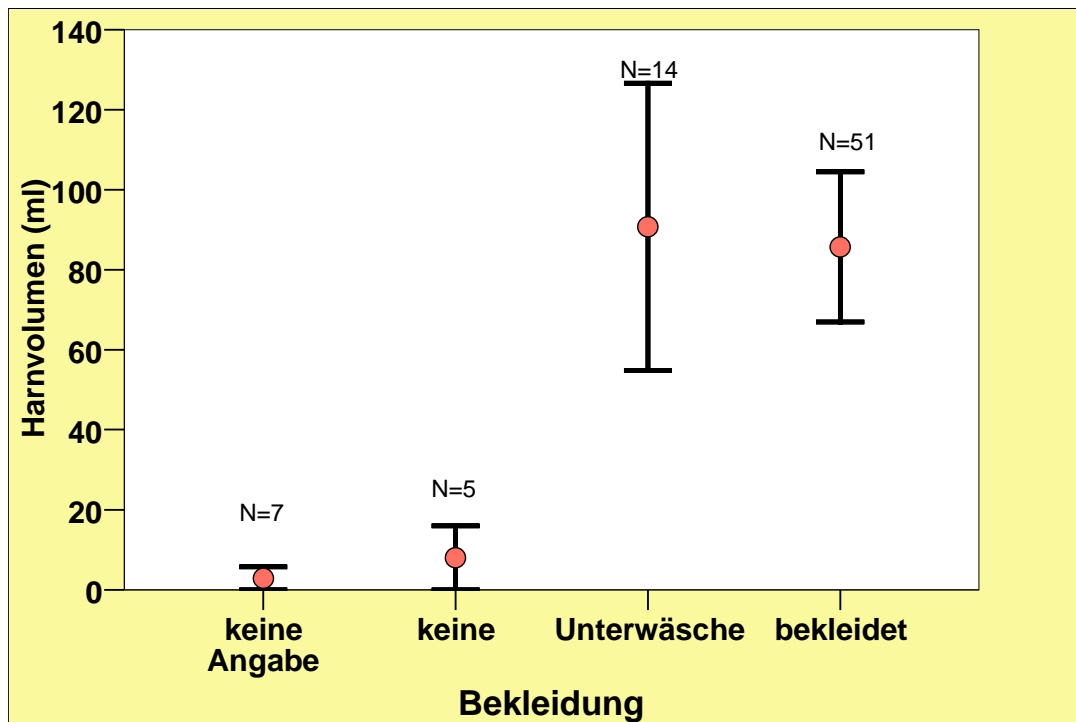 Harnvolumen (ml)
140
120
100
80
60
40
20
0
N=7
N=5
N=14
N=51
keine
Angabe
keine
Unterwäsche
bekleidet
Bekleidung